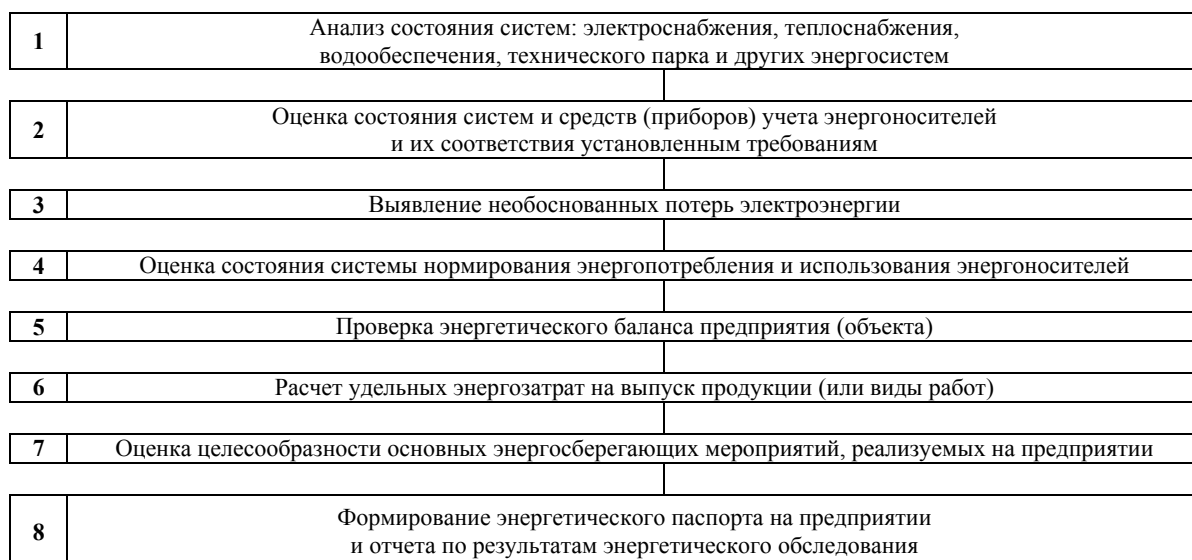 1 Анализ состояния систем: электроснабжения, теплоснабжения,
водообеспечения, технического парка и других энергосистем
2 Оценка состояния систем и средств (приборов) учета энергоносителей
и их соответствия установленным требованиям
3 Выявление необоснованных потерь электроэнергии
4 Оценка состояния системы нормирования энергопотребления и использования энергоносителей
5 Проверка энергетического баланса предприятия (объекта)
6 Расчет удельных энергозатрат на выпуск продукции (или виды работ)
7 Оценка целесообразности основных энергосберегающих мероприятий, реализуемых на предприятии
8 Формирование энергетического паспорта на предприятии
и отчета по результатам энергетического обследования